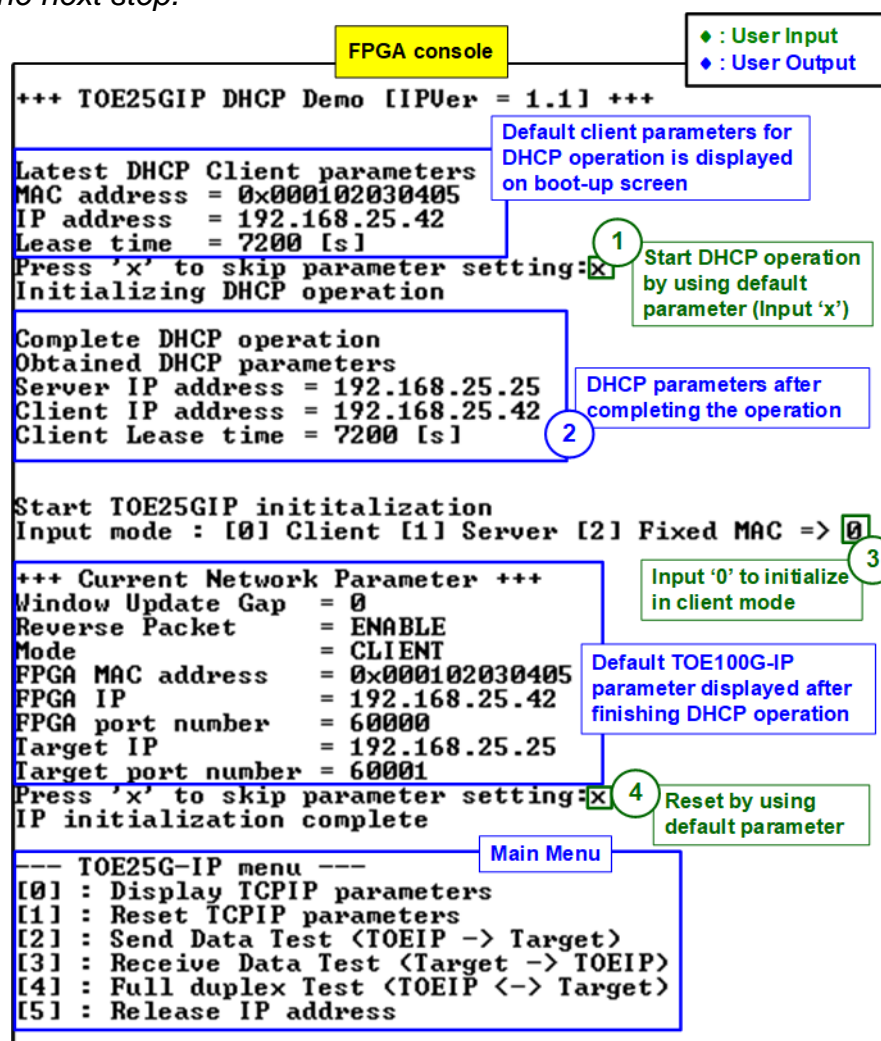 no next step.
FPGA console
♦ : User Input
♦ : User Output
+++ TOE25GIP DHCP Demo [IPVer = 1.1] +++
Default client parameters for
DHCP operation is displayed
on boot-up screen
Latest DHCP Client parameters
MAC address = 0x000102030405
IP address = 192.168.25.42
Lease time = 7200 [s]
Press 'x' to skip parameter setting:x
1
Start DHCP operation
by using default
parameter (Input ‘x’)
Initializing DHCP operation
Complete DHCP operation
Obtained DHCP parameters
Server IP address = 192.168.25.25
Client IP address = 192.168.25.42
Client Lease time = 7200 [s]
2
DHCP parameters after
completing the operation
Start TOE25GIP inititalization
Input mode : [0] Client [1] Server [2] Fixed MAC => 0
3
Input ‘0’ to initialize
in client mode
+++ Current Network Parameter +++
Window Update Gap = 0
Reverse Packet = ENABLE
Mode = CLIENT
FPGA MAC address = 0x000102030405
FPGA IP = 192.168.25.42
FPGA port number = 60000
Target IP = 192.168.25.25
Target port number = 60001
Default TOE100G-IP
parameter displayed after
finishing DHCP operation
Press 'x' to skip parameter setting:x
4
Reset by using
default parameter
IP initialization complete
Main Menu
--- TOE25G-IP menu ---
[0] : Display TCPIP parameters
[1] : Reset TCPIP parameters
[2] : Send Data Test (TOEIP -> Target)
[3] : Receive Data Test (Target -> TOEIP)
[4] : Full duplex Test (TOEIP <-> Target)
[5] : Release IP address